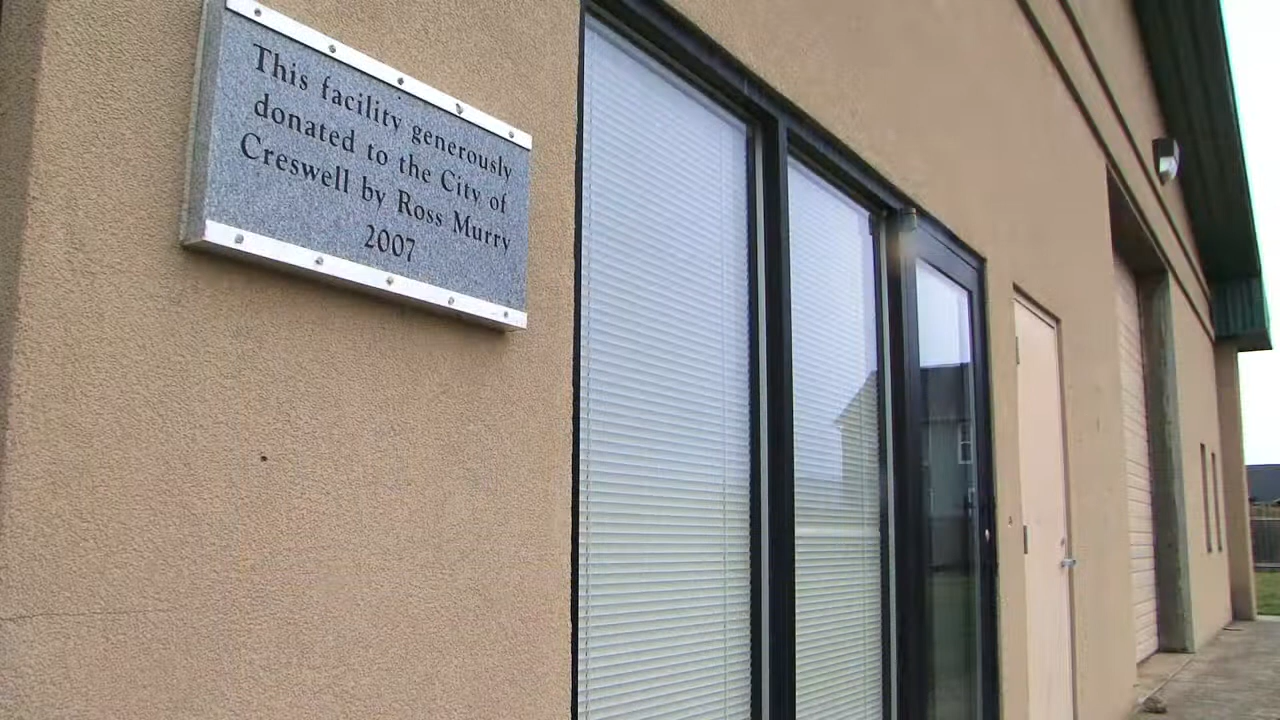 This facility generously
donated to the City of
Creswell by Ross Murry
2007